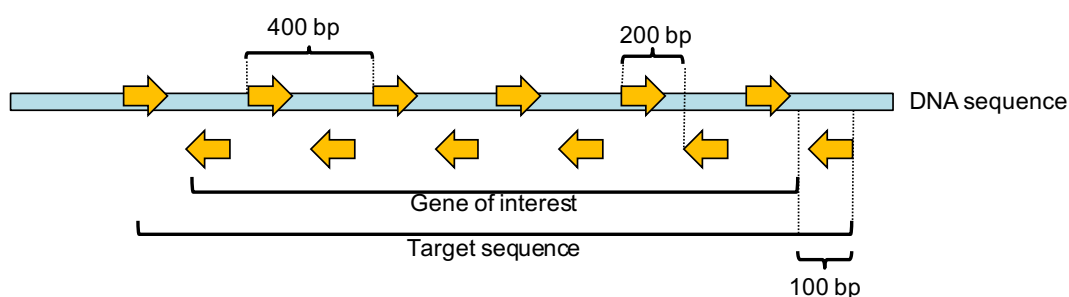 400 bp
200 bp
DNA sequence
Gene of interest
Target sequence
100 bp